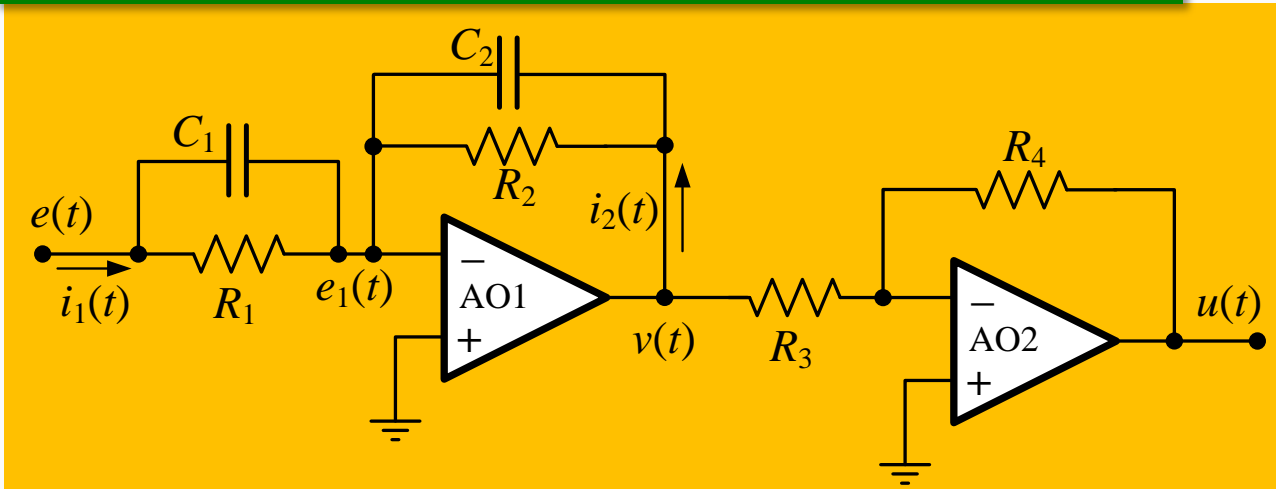 C₂
C₁
R₄
R₂
e(t)
i₂(t)
−
i₁(t)
R₁
e₁(t)
AO1
+
−
u(t)
v(t)
R₃
AO2
+